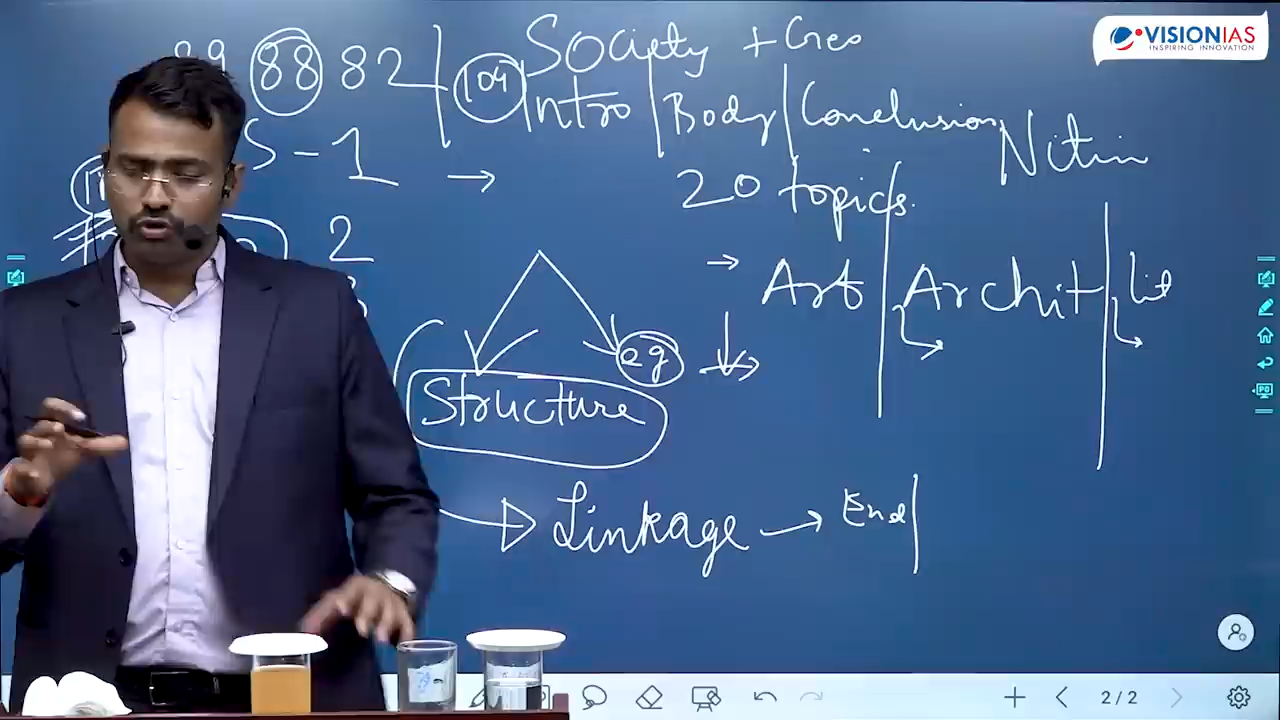 VISIONIAS
INSPIRING INNOVATION
89 88 82 104 Society + Geo
Intro Body Conclusion
Nitin
S-1 → 20 topics.
2
→ Art Archit Lit
eg
Structure
Linkage → End
2/2